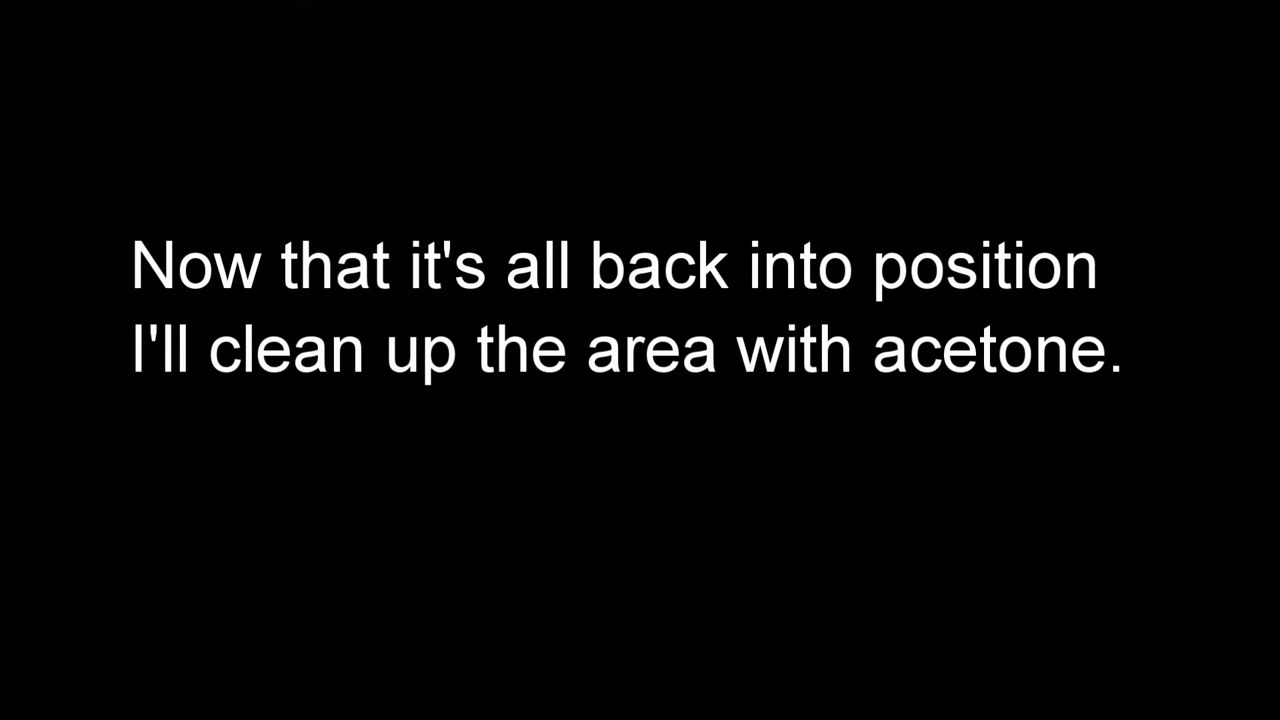 Now that it's all back into position
I'll clean up the area with acetone.